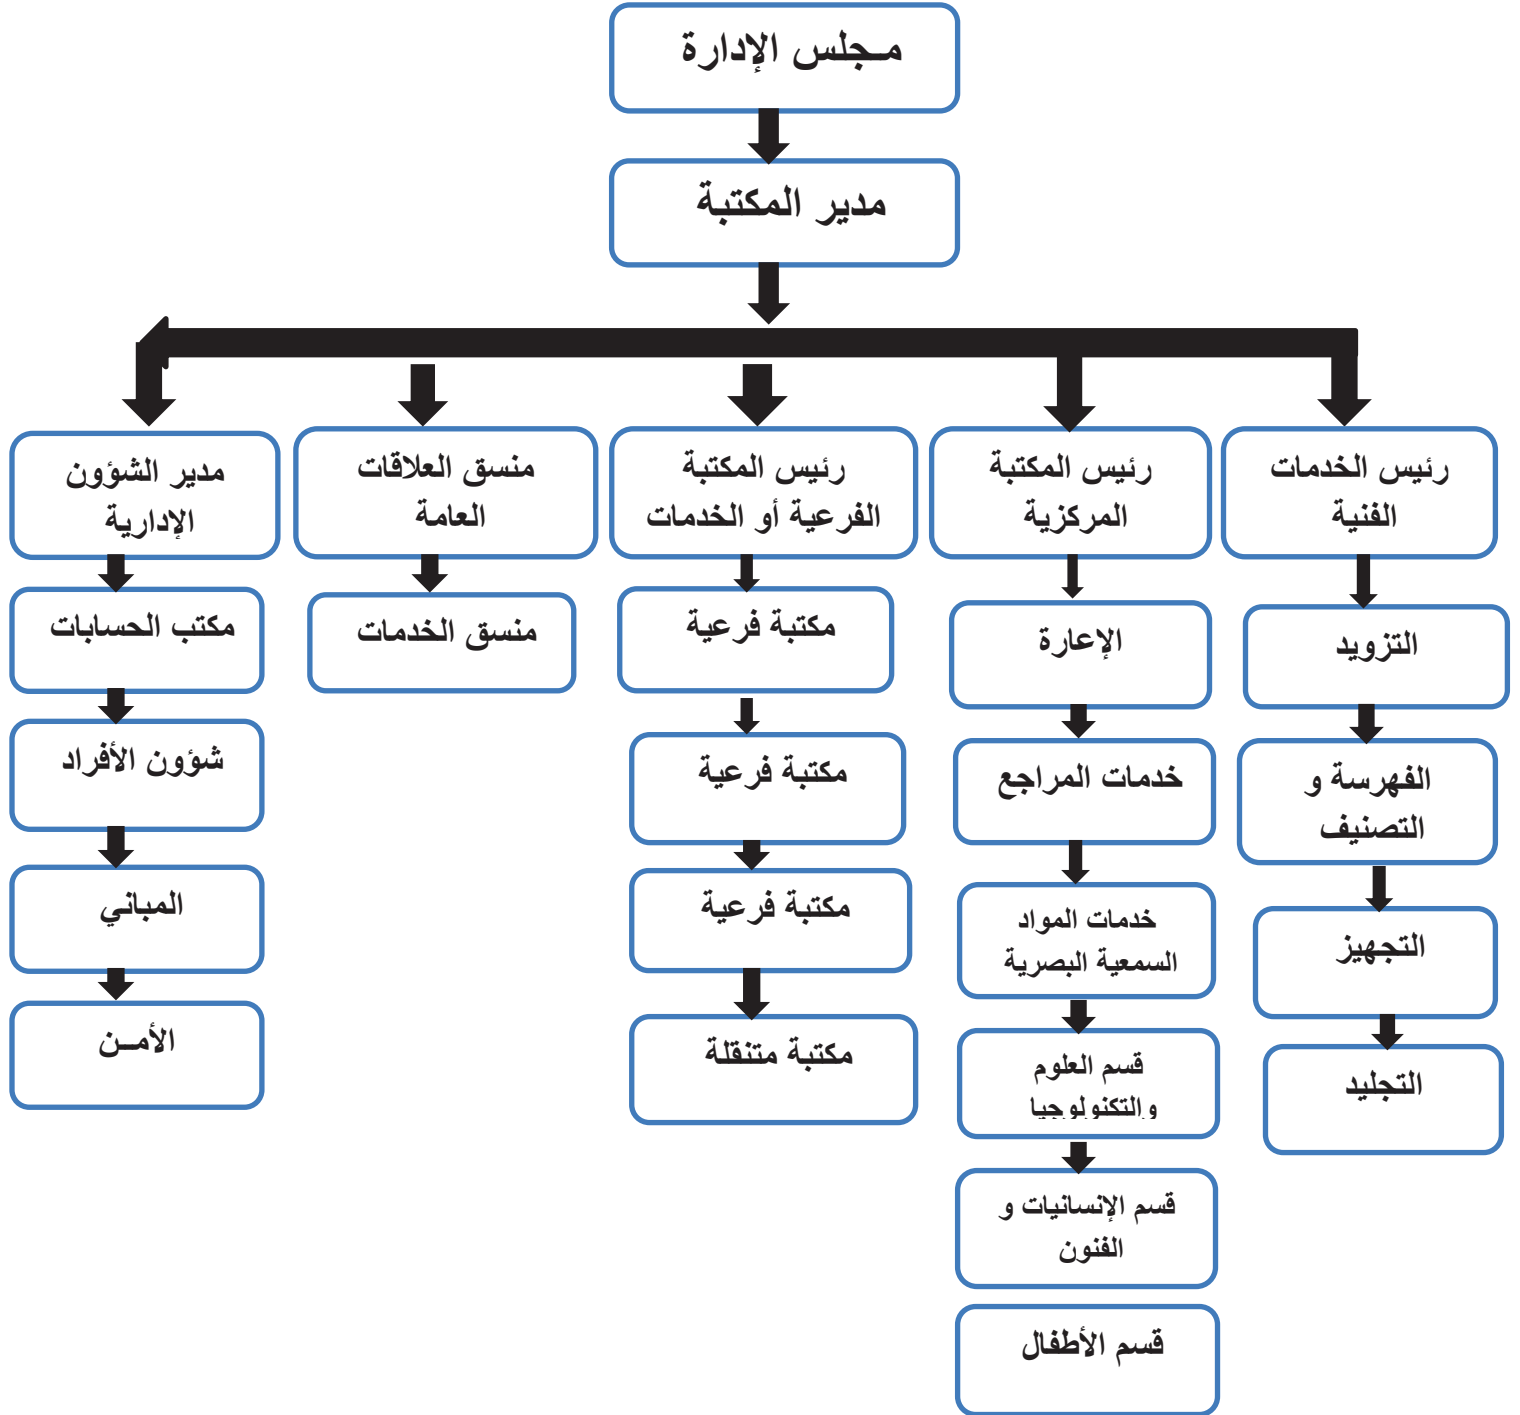 مـجلس الإدارة
مدير المكتبة
رئيس الخدمات
الفنية
رئيس المكتبة
المركزية
رئيس المكتبة
الفرعية أو الخدمات
منسق العلاقات
العامة
مدير الشؤون
الإدارية
التزويد
الفهرسة و
التصنيف
التجهيز
التجليد
الإعارة
خدمات المراجع
خدمات المواد
السمعية البصرية
قسم العلوم
والتكنولوجيا
قسم الإنسانيات و
الفنون
قسم الأطفال
مكتبة فرعية
مكتبة فرعية
مكتبة فرعية
مكتبة متنقلة
منسق الخدمات
مكتب الحسابات
شؤون الأفراد
المباني
الأمـن